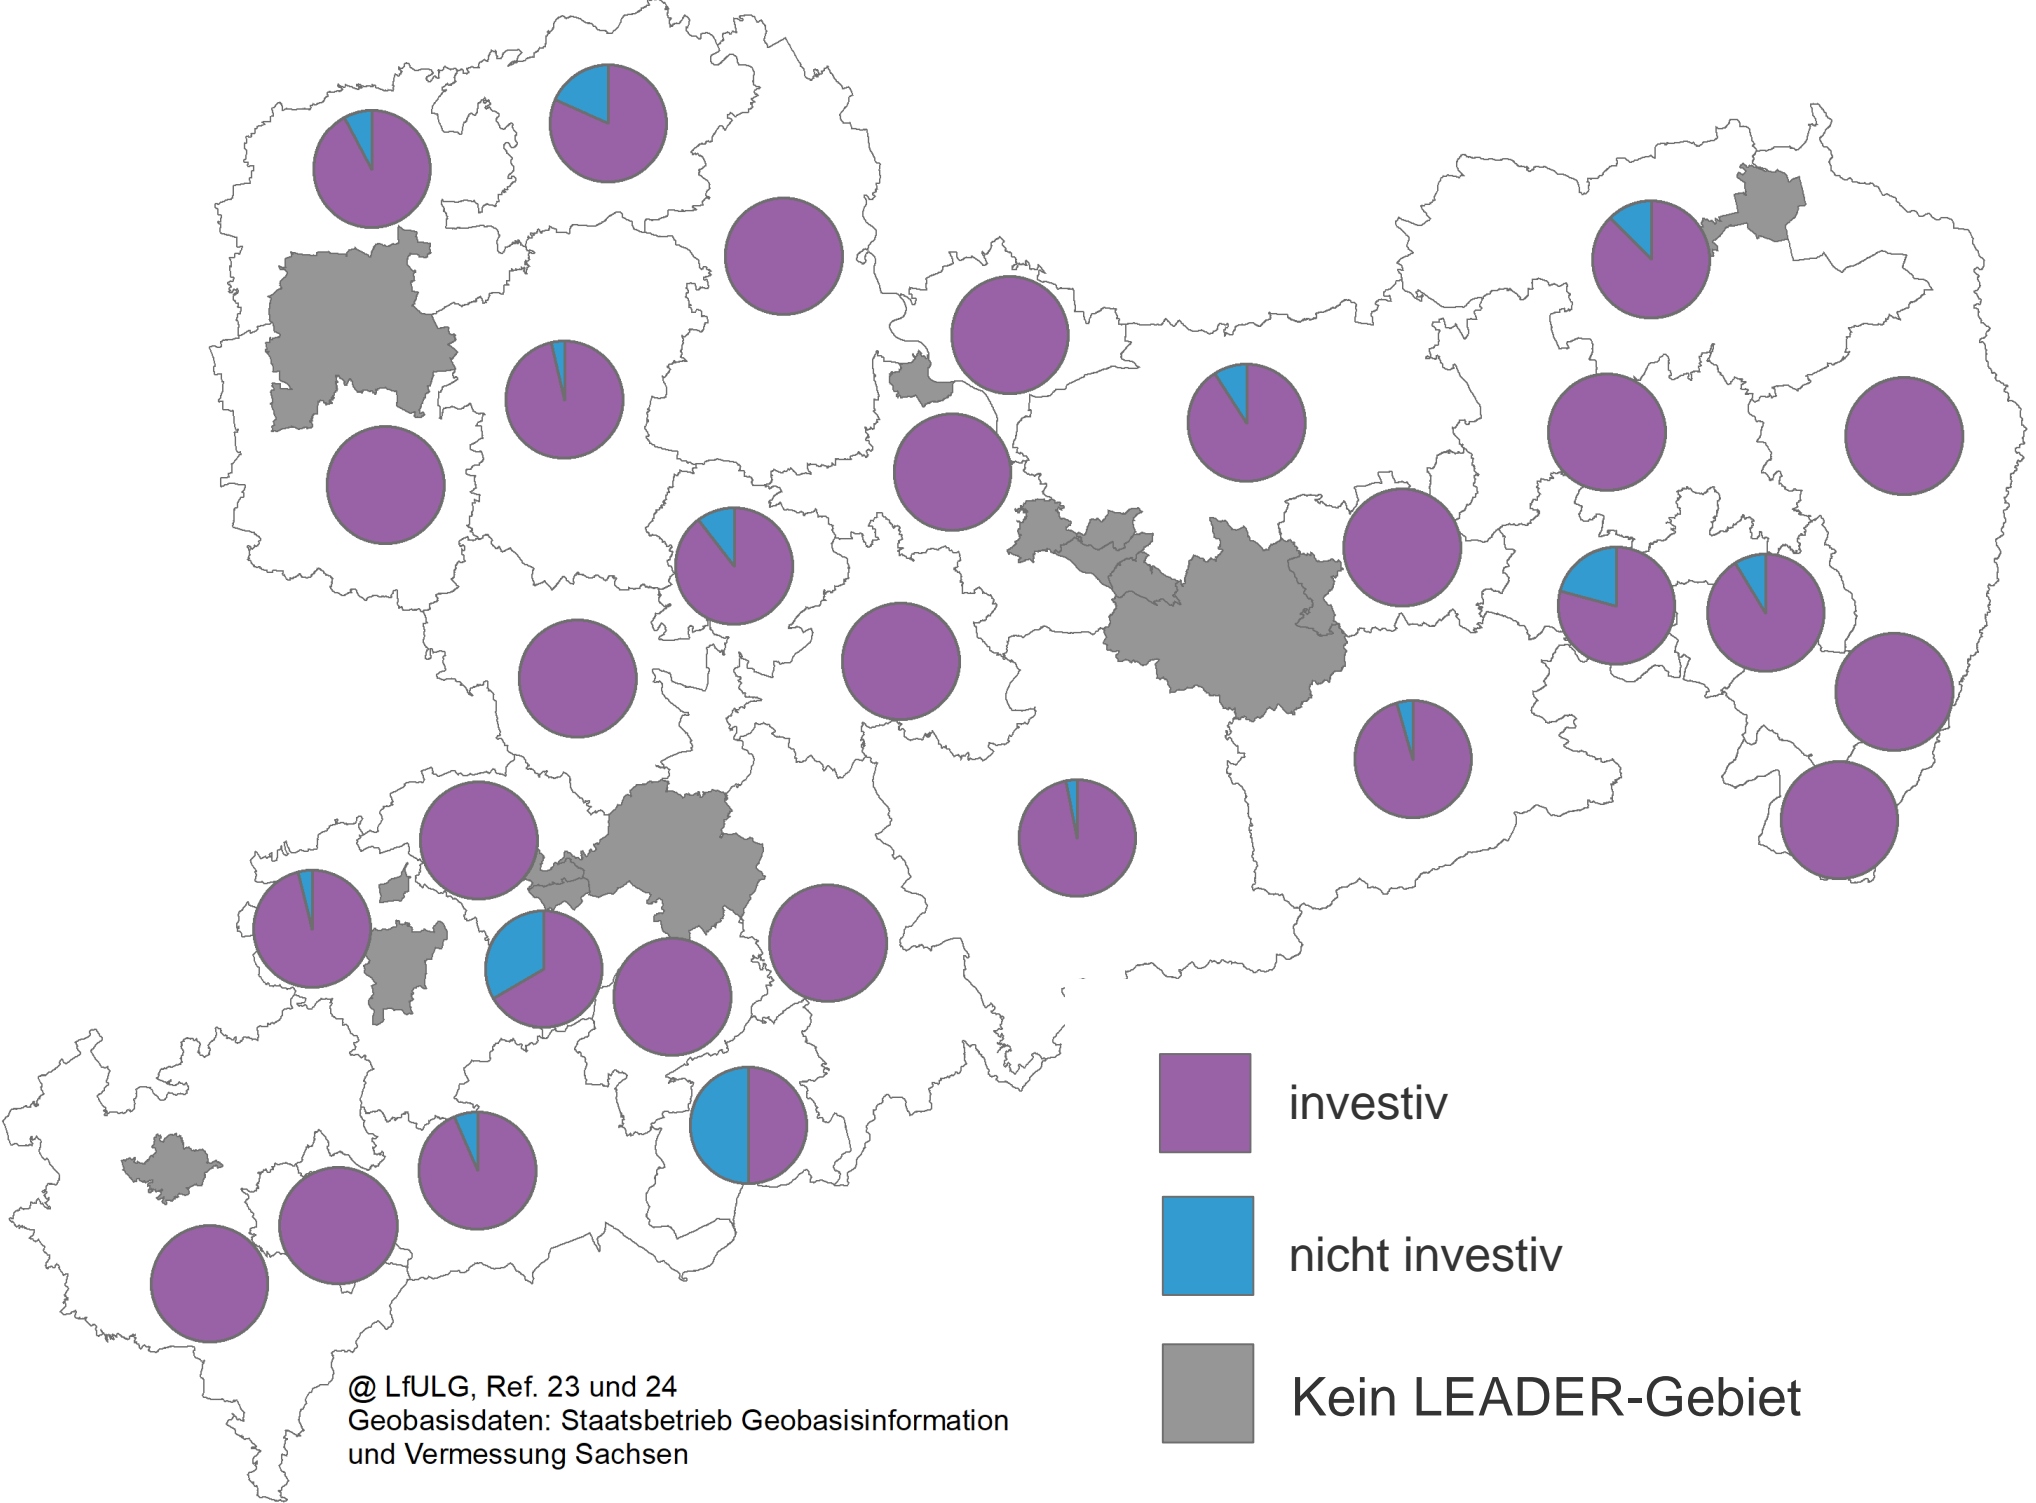 investiv
nicht investiv
Kein LEADER-Gebiet
@ LfULG, Ref. 23 und 24
Geobasisdaten: Staatsbetrieb Geobasisinformation
und Vermessung Sachsen